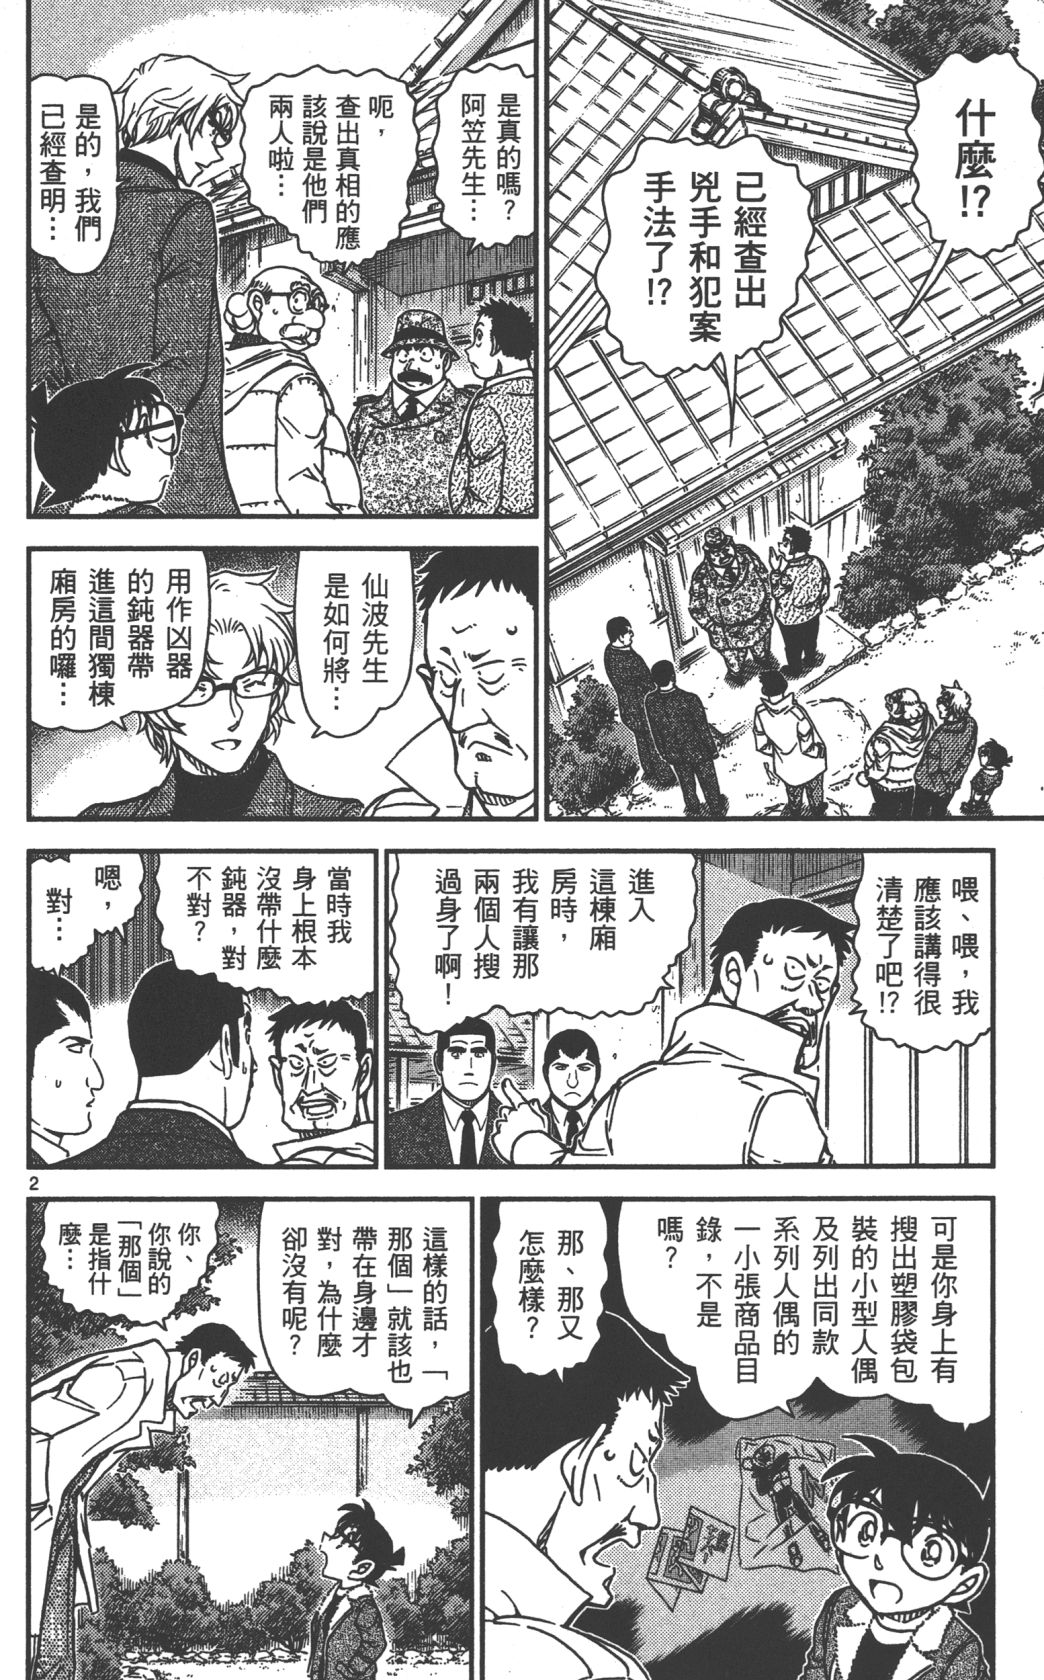 什麼!?
已經查出
兇手和犯案
手法了!?
是真的嗎?
阿笠先生…
呃，
查出真相的應
該說是他們
兩人啦…
是的，我們
已經查明…
仙波先生
是如何將…
用作凶器
的鈍器帶
進這間獨棟
廂房的囉…
喂、喂，我
應該講得很
清楚了吧!?
進入
這棟廂
房時，
我有讓那
兩個人搜
過身了啊！
當時我
身上根本
沒帶什麼
鈍器，對
不對？
嗯，
對…
2
可是你身上有
搜出塑膠袋包
裝的小型人偶
及列出同款
系列人偶的
一小張商品目
錄，不是
嗎？
那、那又
怎麼樣？
這樣的話，「
那個」就該也
帶在身邊才
對，為什麼
卻沒有呢？
你、
你說的
「那個」
是指什
麼…